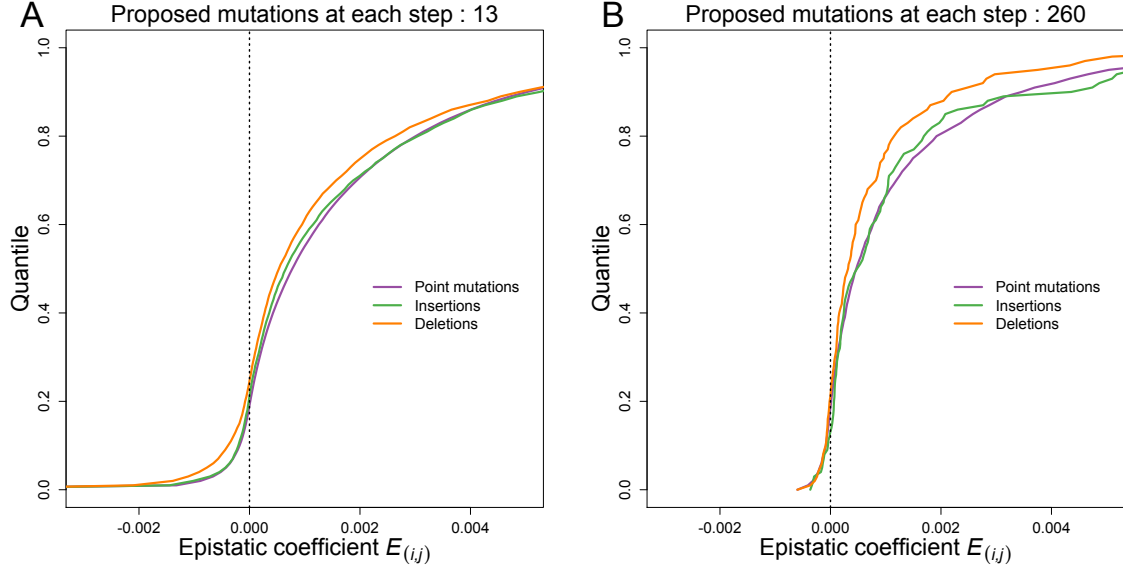 A
Proposed mutations at each step : 13
Quantile
1.0
0.8
0.6
0.4
0.2
0.0
Point mutations
Insertions
Deletions
-0.002
0.000
0.002
0.004
Epistatic coefficient E(i,j)
B
Proposed mutations at each step : 260
Quantile
1.0
0.8
0.6
0.4
0.2
0.0
Point mutations
Insertions
Deletions
-0.002
0.000
0.002
0.004
Epistatic coefficient E(i,j)